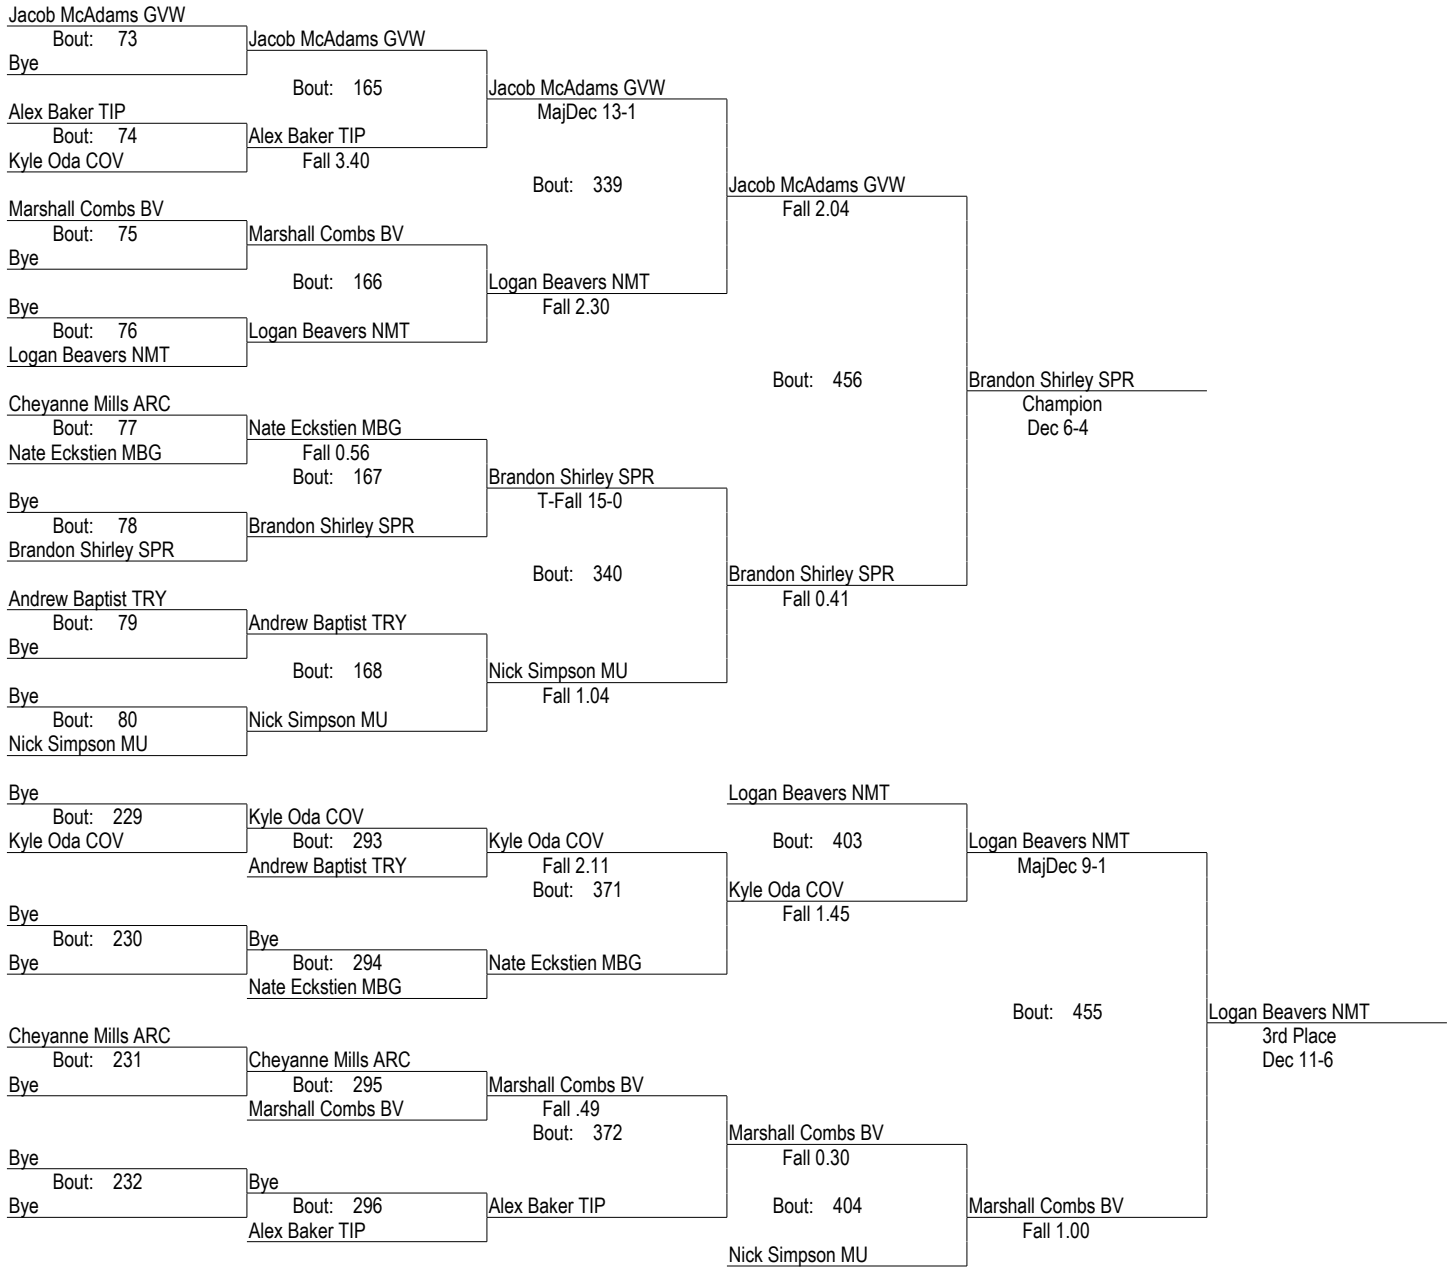 Jacob McAdams GVW
Bout: 73
Jacob McAdams GVW
Bye
Bout: 165
Jacob McAdams GVW
Alex Baker TIP
MajDec 13-1
Bout: 74
Alex Baker TIP
Kyle Oda COV
Fall 3.40
Bout: 339
Jacob McAdams GVW
Marshall Combs BV
Fall 2.04
Bout: 75
Marshall Combs BV
Bye
Bout: 166
Logan Beavers NMT
Bye
Fall 2.30
Bout: 76
Logan Beavers NMT
Logan Beavers NMT
Bout: 456
Brandon Shirley SPR
Cheyanne Mills ARC
Champion
Bout: 77
Nate Eckstien MBG
Dec 6-4
Nate Eckstien MBG
Fall 0.56
Bout: 167
Brandon Shirley SPR
Bye
T-Fall 15-0
Bout: 78
Brandon Shirley SPR
Brandon Shirley SPR
Bout: 340
Brandon Shirley SPR
Andrew Baptist TRY
Fall 0.41
Bout: 79
Andrew Baptist TRY
Bye
Bout: 168
Nick Simpson MU
Bye
Fall 1.04
Bout: 80
Nick Simpson MU
Nick Simpson MU
Bye
Logan Beavers NMT
Bout: 229
Kyle Oda COV
Kyle Oda COV
Bout: 293
Kyle Oda COV
Bout: 403
Logan Beavers NMT
Andrew Baptist TRY
Fall 2.11
MajDec 9-1
Bout: 371
Kyle Oda COV
Bye
Fall 1.45
Bout: 230
Bye
Bye
Bout: 294
Nate Eckstien MBG
Nate Eckstien MBG
Bout: 455
Logan Beavers NMT
Cheyanne Mills ARC
3rd Place
Bout: 231
Cheyanne Mills ARC
Dec 11-6
Bye
Bout: 295
Marshall Combs BV
Marshall Combs BV
Fall .49
Bout: 372
Marshall Combs BV
Bye
Fall 0.30
Bout: 232
Bye
Bye
Bout: 296
Alex Baker TIP
Bout: 404
Marshall Combs BV
Alex Baker TIP
Fall 1.00
Nick Simpson MU